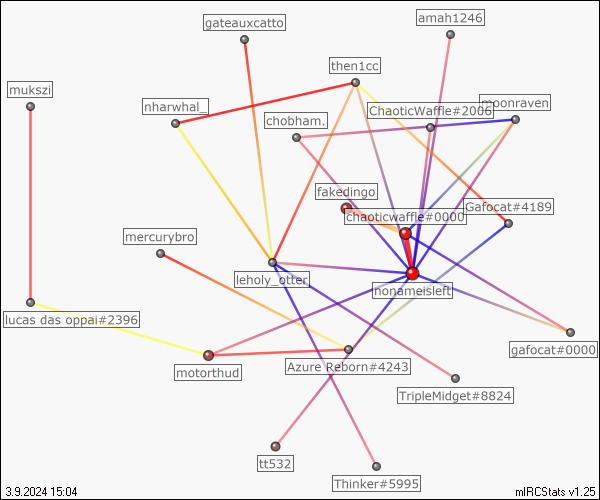 gateauxcatto
amah1246
then1cc
mukszi
nharwhal_
chobham.
ChaoticWaffle#2006
moonraven
fakedingo
chaoticwaffle#0000
Gafocat#4189
mercurybro
leholy_otter
nonameisleft
lucas das oppai#2396
gafocat#0000
motorthud
Azure Reborn#4243
TripleMidget#8824
tt532
Thinker#5995
3.9.2024 15:04
mIRCStats v1.25